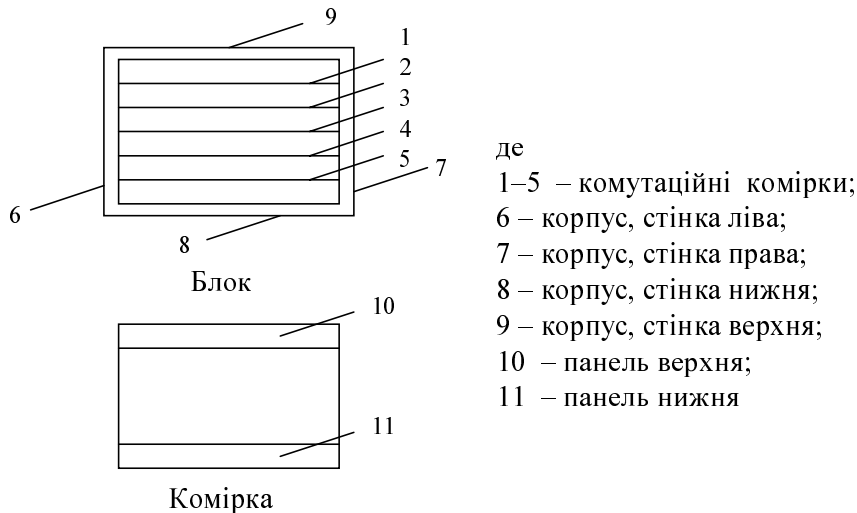 9
1
2
3
4
5
7
6
8
Блок
10
11
Комірка
де
1–5 – комутаційні комірки;
6 – корпус, стінка ліва;
7 – корпус, стінка права;
8 – корпус, стінка нижня;
9 – корпус, стінка верхня;
10 – панель верхня;
11 – панель нижня